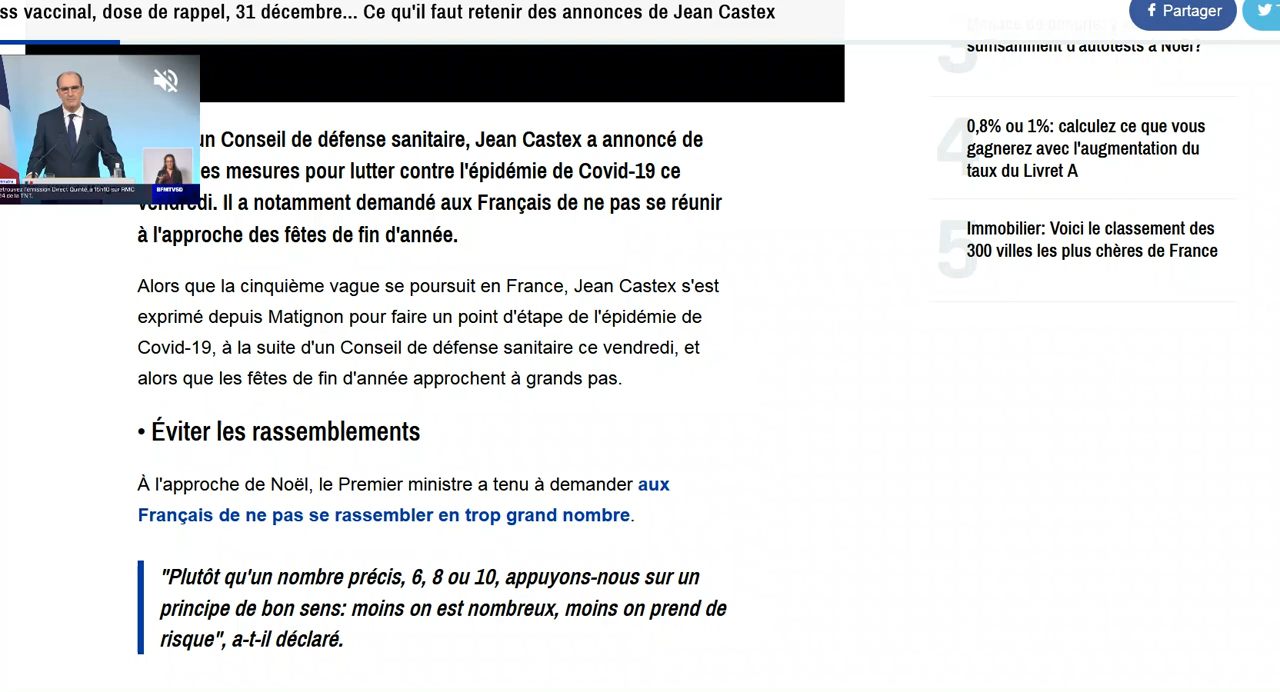 ss vaccinal, dose de rappel, 31 décembre... Ce qu'il faut retenir des annonces de Jean Castex
Partager
un Conseil de défense sanitaire, Jean Castex a annoncé de
es mesures pour lutter contre l'épidémie de Covid-19 ce
vendredi. Il a notamment demandé aux Français de ne pas se réunir
à l'approche des fêtes de fin d'année.
Alors que la cinquième vague se poursuit en France, Jean Castex s'est
exprimé depuis Matignon pour faire un point d'étape de l'épidémie de
Covid-19, à la suite d'un Conseil de défense sanitaire ce vendredi, et
alors que les fêtes de fin d'année approchent à grands pas.
• Éviter les rassemblements
À l'approche de Noël, le Premier ministre a tenu à demander aux
Français de ne pas se rassembler en trop grand nombre.
"Plutôt qu'un nombre précis, 6, 8 ou 10, appuyons-nous sur un
principe de bon sens: moins on est nombreux, moins on prend de
risque", a-t-il déclaré.
d'autotests à Noël?
4
0,8% ou 1%: calculez ce que vous
gagnerez avec l'augmentation du
taux du Livret A
5
Immobilier: Voici le classement des
300 villes les plus chères de France